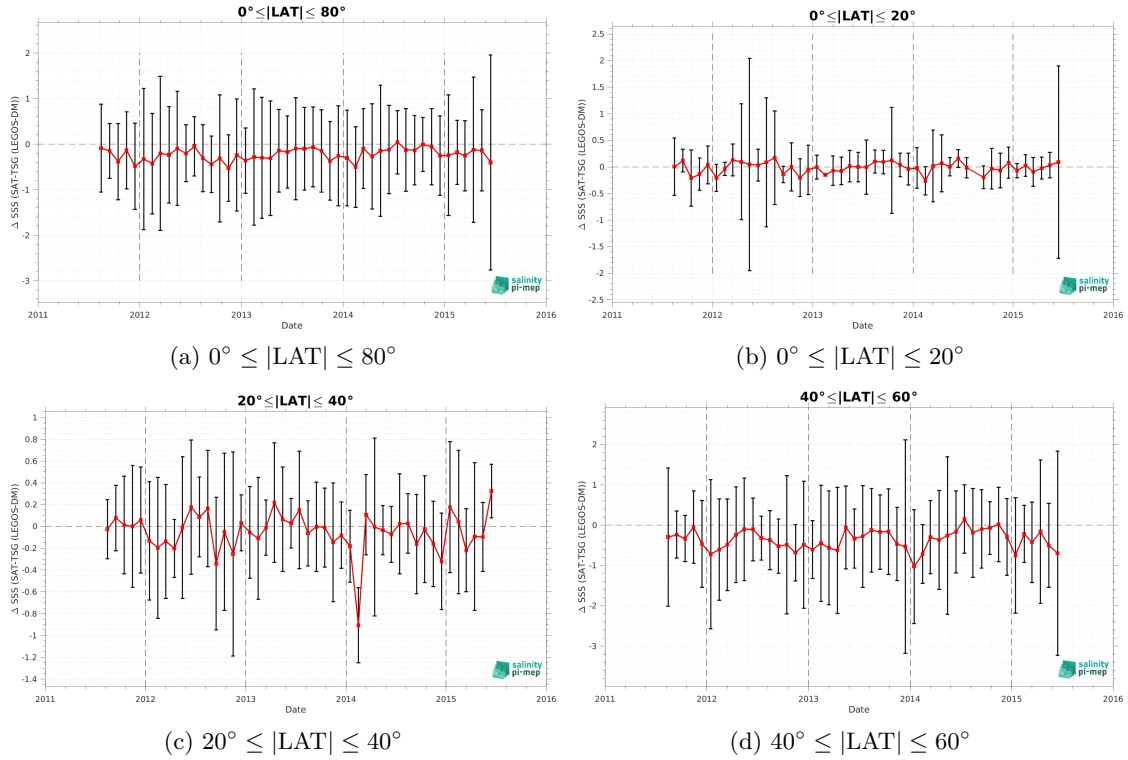 0°≤|LAT|≤ 80°
Δ SSS (SAT-TSG (LEGOS-DM))
2
1
0
-1
-2
-3
2011
2012
2013
2014
2015
2016
Date
salinity
pi-mep
(a) 0° ≤ |LAT| ≤ 80°
0°≤|LAT|≤ 20°
Δ SSS (SAT-TSG (LEGOS-DM))
2.5
2
1.5
1
0.5
0
-0.5
-1
-1.5
-2
-2.5
2011
2012
2013
2014
2015
2016
Date
salinity
pi-mep
(b) 0° ≤ |LAT| ≤ 20°
20°≤|LAT|≤ 40°
Δ SSS (SAT-TSG (LEGOS-DM))
1
0.8
0.6
0.4
0.2
0
-0.2
-0.4
-0.6
-0.8
-1
-1.2
-1.4
2011
2012
2013
2014
2015
2016
Date
salinity
pi-mep
(c) 20° ≤ |LAT| ≤ 40°
40°≤|LAT|≤ 60°
Δ SSS (SAT-TSG (LEGOS-DM))
2
1
0
-1
-2
-3
2011
2012
2013
2014
2015
2016
Date
salinity
pi-mep
(d) 40° ≤ |LAT| ≤ 60°